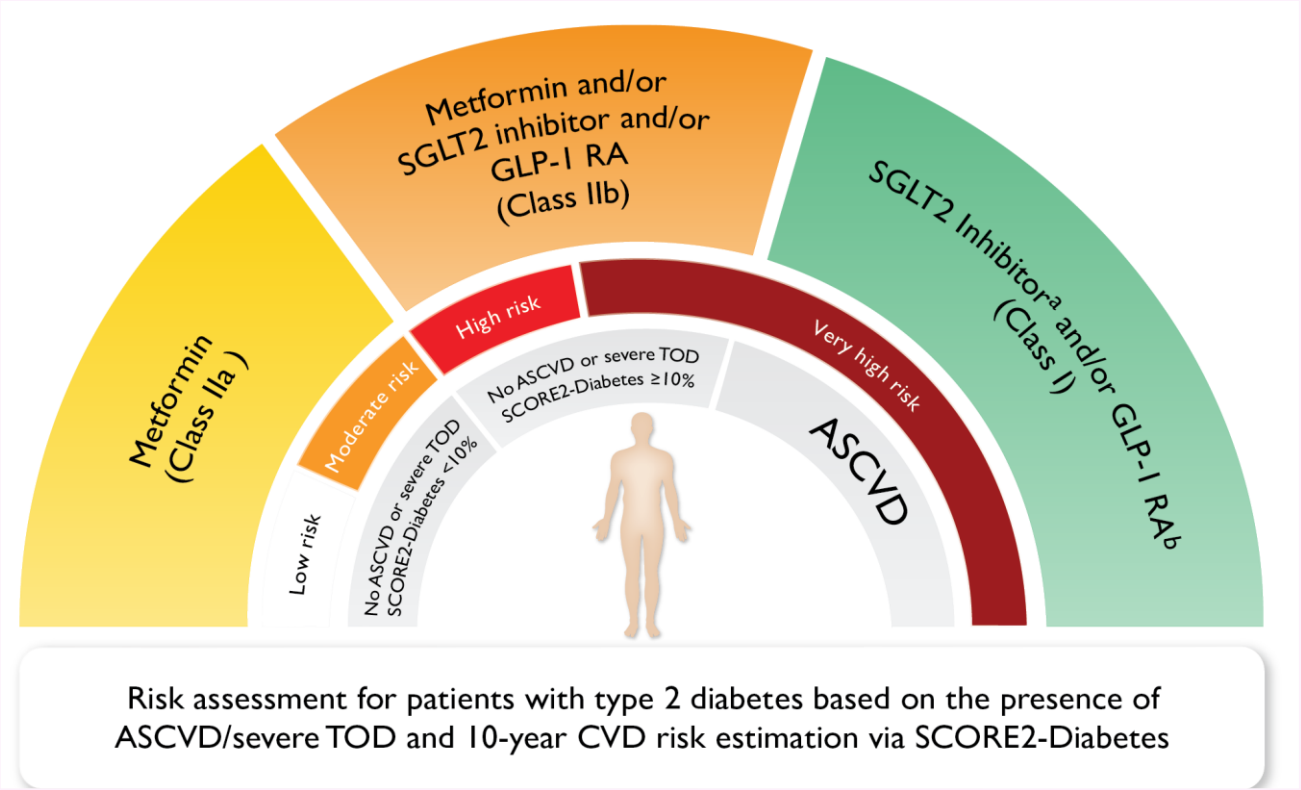 Metformin
(Class IIa )
Metformin and/or
SGLT2 inhibitor and/or
GLP-1 RA
(Class IIb)
SGLT2 Inhibitorᵃ and/or GLP-1 RAᵇ
(Class I)
Low risk
Moderate risk
High risk
Very high risk
No ASCVD or severe TOD
SCORE2-Diabetes <10%
No ASCVD or severe TOD
SCORE2-Diabetes ≥10%
ASCVD
Risk assessment for patients with type 2 diabetes based on the presence of
ASCVD/severe TOD and 10-year CVD risk estimation via SCORE2-Diabetes